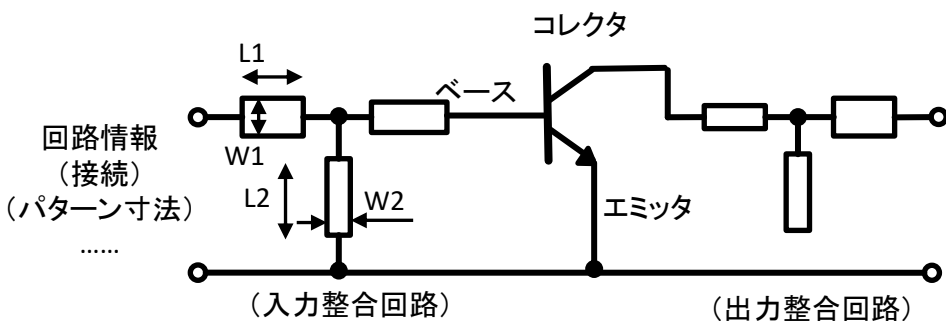 コレクタ
L1
ベース
W1
回路情報
（接続）
（パターン寸法）
……
L2
W2
エミッタ
（入力整合回路）
（出力整合回路）